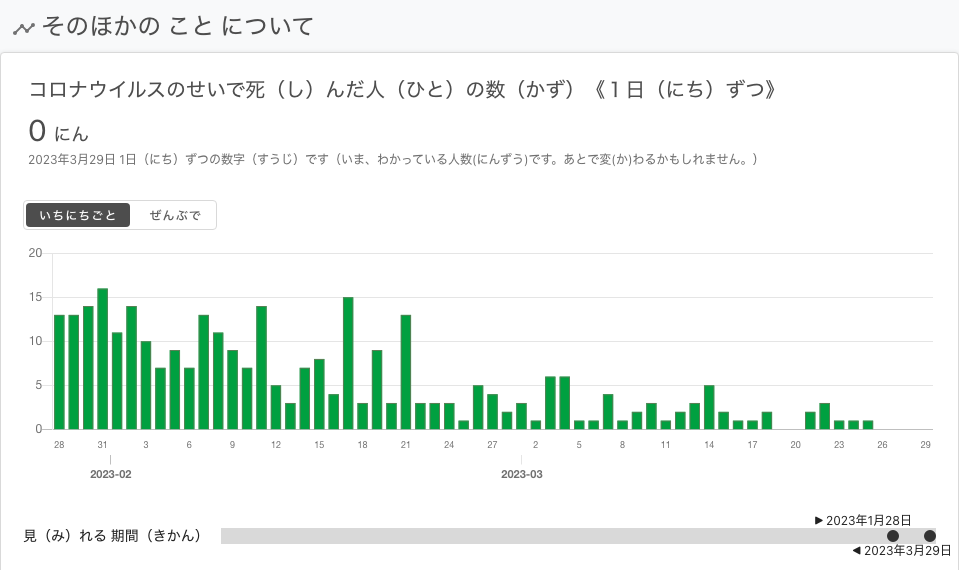 そのほかの こと について
コロナウイルスのせいで死（し）んだ人（ひと）の数（かず）《１日（にち）ずつ》
0 にん
2023年3月29日 1日（にち）ずつの数字（すうじ）です（いま、わかっている人数(にんずう)です。あとで変(か)わるかもしれません。）
いちにちごと ぜんぶで
20
15
10
5
0
28 31 3 6 9 12 15 18 21 24 27 2 5 8 11 14 17 20 23 26 29
2023-02 2023-03
▶ 2023年1月28日
見（み）れる 期間（きかん）
◀ 2023年3月29日